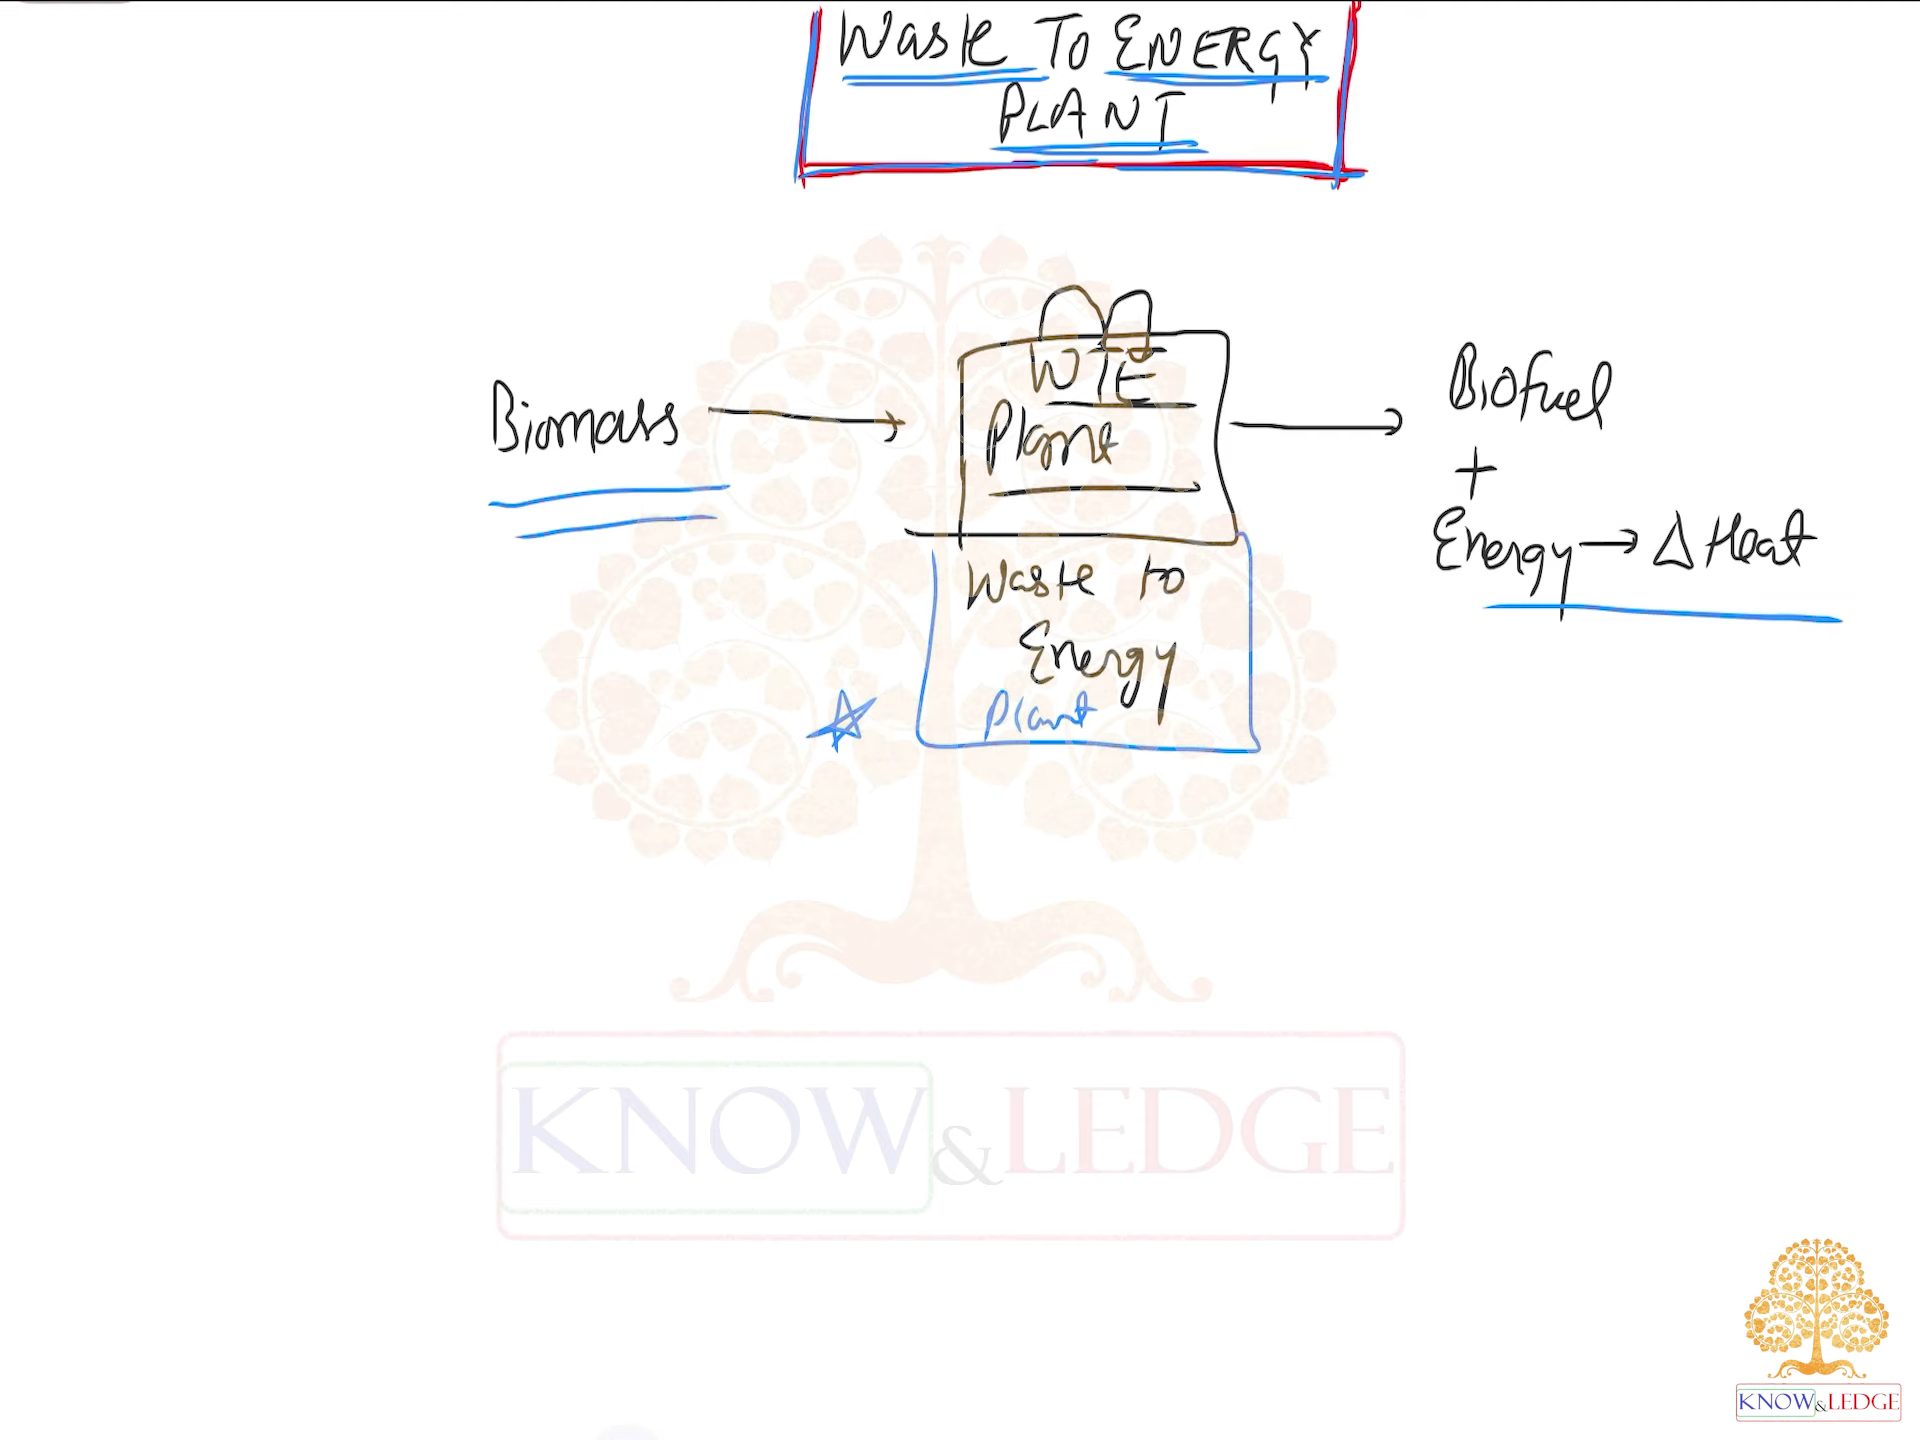 Waste To ENERGY
PLANT
Biomass
WTE
Plant
Waste to
Energy
Plant
Biofuel
+
Energy → Δ Heat
KNOW&LEDGE
KNOW&LEDGE